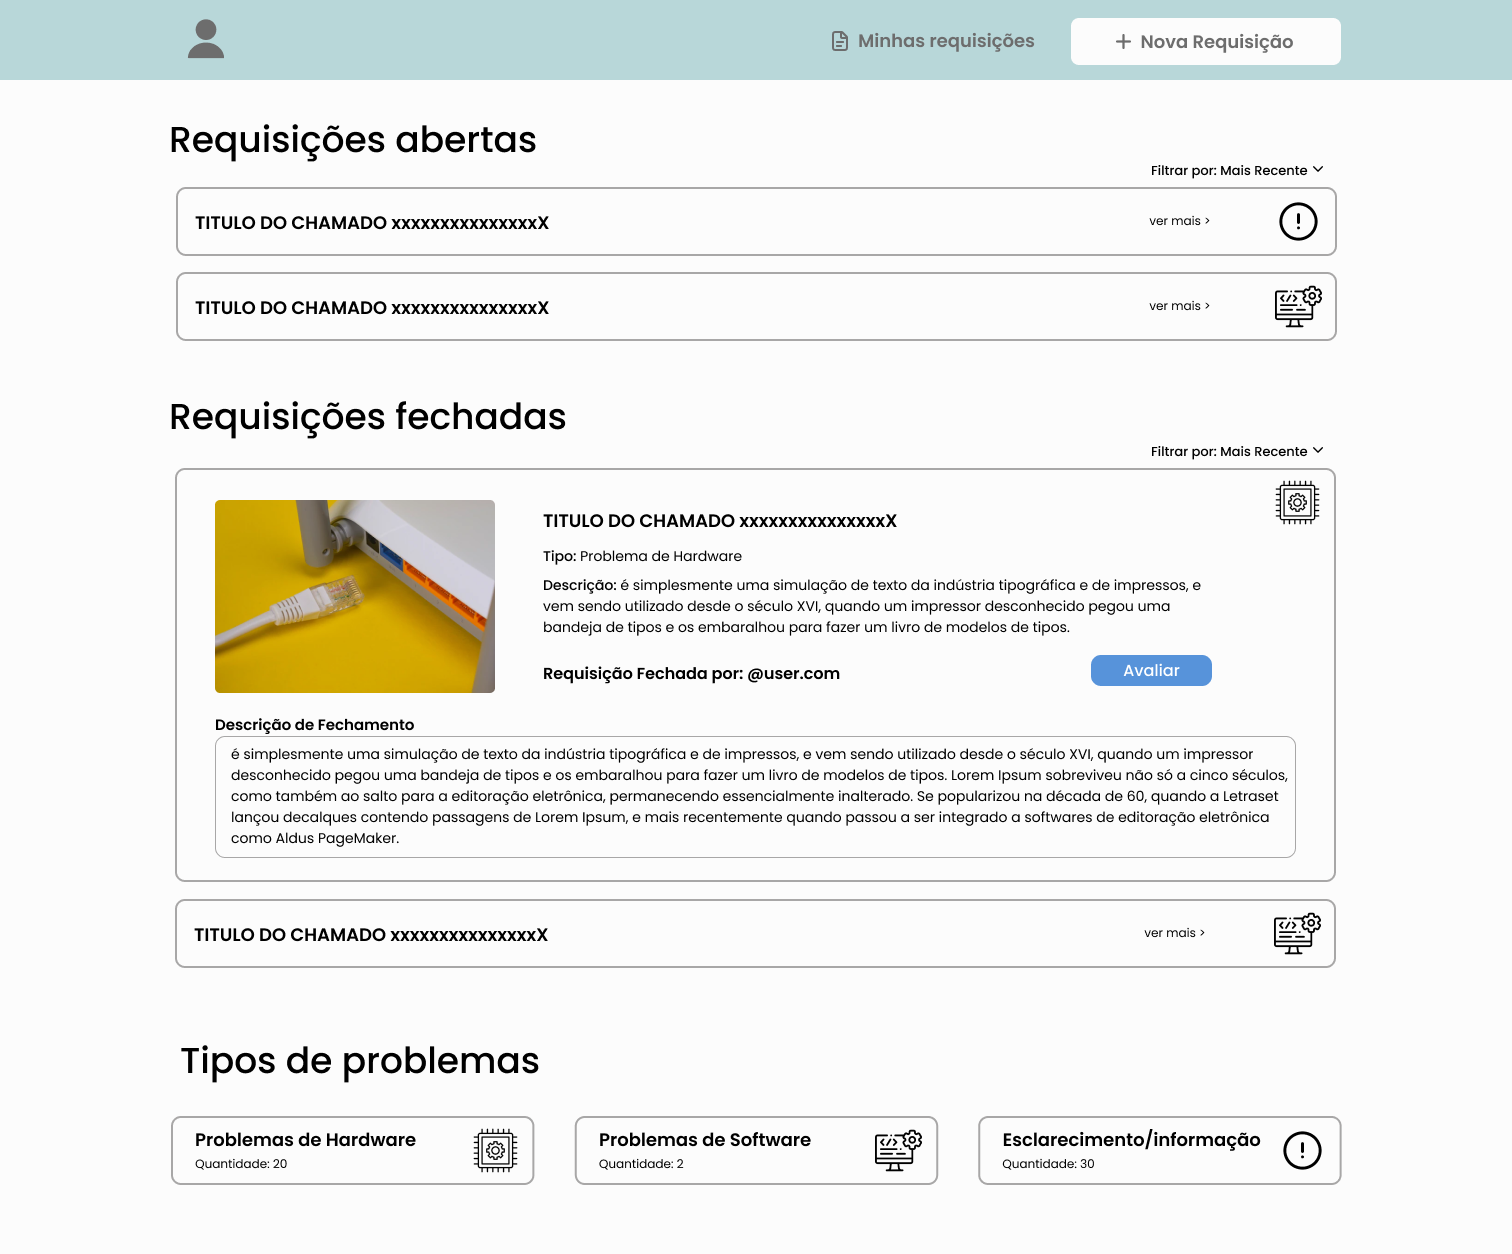 Minhas requisições
+ Nova Requisição
Requisições abertas
Filtrar por: Mais Recente
TITULO DO CHAMADO xxxxxxxxxxxxxxxX
ver mais >
TITULO DO CHAMADO xxxxxxxxxxxxxxxX
ver mais >
Requisições fechadas
Filtrar por: Mais Recente
TITULO DO CHAMADO xxxxxxxxxxxxxxxX
Tipo: Problema de Hardware
Descrição: é simplesmente uma simulação de texto da indústria tipográfica e de impressos, e
vem sendo utilizado desde o século XVI, quando um impressor desconhecido pegou uma
bandeja de tipos e os embaralhou para fazer um livro de modelos de tipos.
Requisição Fechada por: @user.com
Avaliar
Descrição de Fechamento
é simplesmente uma simulação de texto da indústria tipográfica e de impressos, e vem sendo utilizado desde o século XVI, quando um impressor
desconhecido pegou uma bandeja de tipos e os embaralhou para fazer um livro de modelos de tipos. Lorem Ipsum sobreviveu não só a cinco séculos,
como também ao salto para a editoração eletrônica, permanecendo essencialmente inalterado. Se popularizou na década de 60, quando a Letraset
lançou decalques contendo passagens de Lorem Ipsum, e mais recentemente quando passou a ser integrado a softwares de editoração eletrônica
como Aldus PageMaker.
TITULO DO CHAMADO xxxxxxxxxxxxxxxX
ver mais >
Tipos de problemas
Problemas de Hardware
Quantidade: 20
Problemas de Software
Quantidade: 2
Esclarecimento/informação
Quantidade: 30